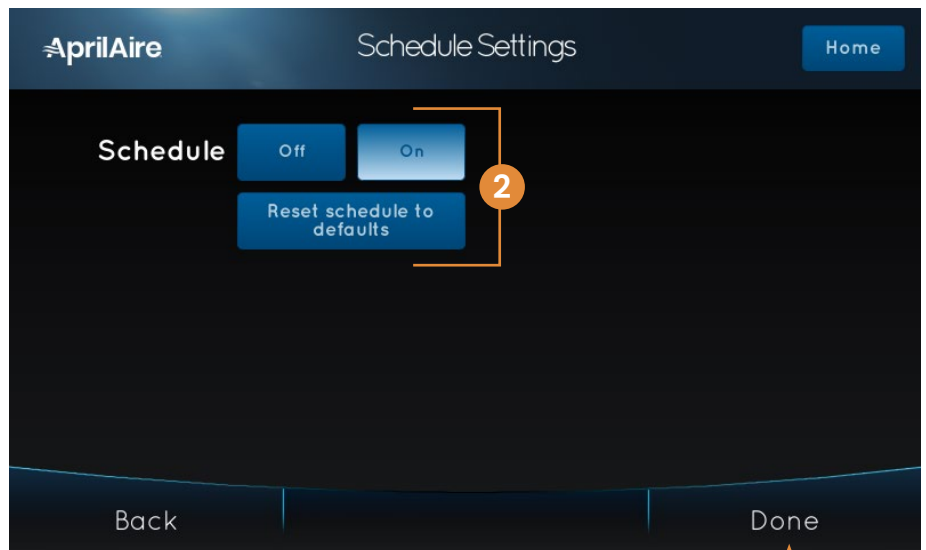 AprilAire
Schedule Settings
Home
Schedule
Off
On
Reset schedule to
defaults
2
Back
Done